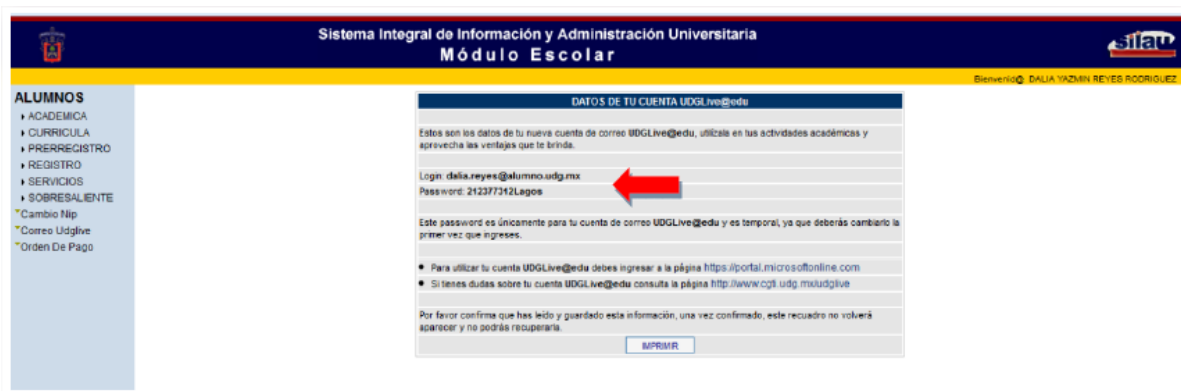 Sistema Integral de Información y Administración Universitaria
Módulo Escolar
siiau
Bienvenid@: DALIA YAZMIN REYES RODRIGUEZ
ALUMNOS
ACADEMICA
CURRICULA
PRERREGISTRO
REGISTRO
SERVICIOS
SOBRESALIENTE
Cambio Nip
Correo Udglive
Orden De Pago
DATOS DE TU CUENTA UDGLive@edu
Estos son los datos de tu nueva cuenta de correo UDGLive@edu, utilízala en tus actividades académicas y
aprovecha las ventajas que te brinda.
Login: dalia.reyes@alumno.udg.mx
Password: 212377312Lagos
Este password es únicamente para tu cuenta de correo UDGLive@edu y es temporal, ya que deberás cambiarlo la
primer vez que ingreses.
Para utilizar tu cuenta UDGLive@edu debes ingresar a la página https://portal.microsoftonline.com
Si tienes dudas sobre tu cuenta UDGLive@edu consulta la página http://www.cgti.udg.mx/udglive
Por favor confirma que has leído y guardado esta información, una vez confirmado, este recuadro no volverá
aparecer y no podrás recuperarla.
IMPRIMIR